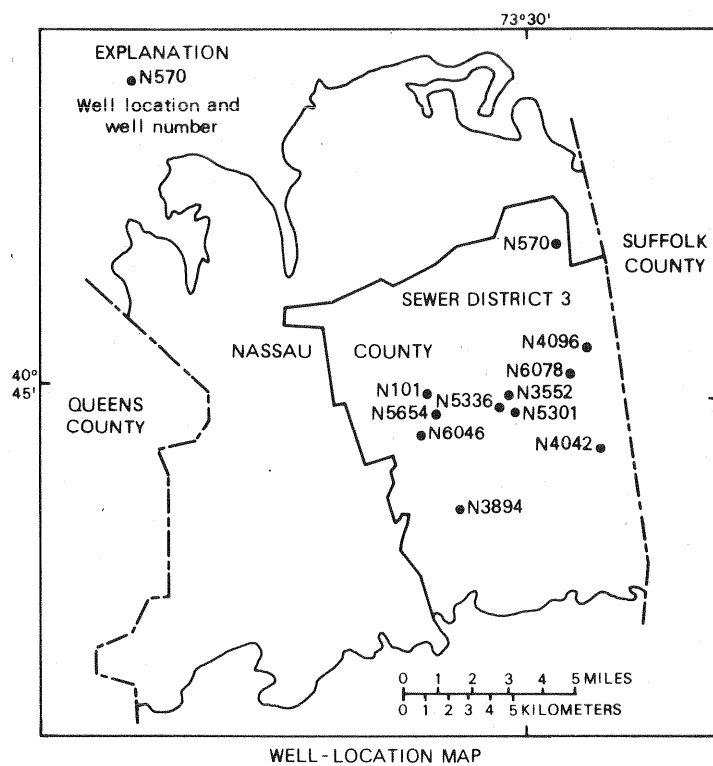 73°30'
EXPLANATION
N570
Well location and
well number
N570
SUFFOLK
COUNTY
SEWER DISTRICT 3
N4096
NASSAU COUNTY
N6078
40°
45'
N101
N3552
N5336
QUEENS
COUNTY
N5654
N5301
N6046
N4042
N3894
0 1 2 3 4 5 MILES
0 1 2 3 4 5 KILOMETERS
WELL-LOCATION MAP